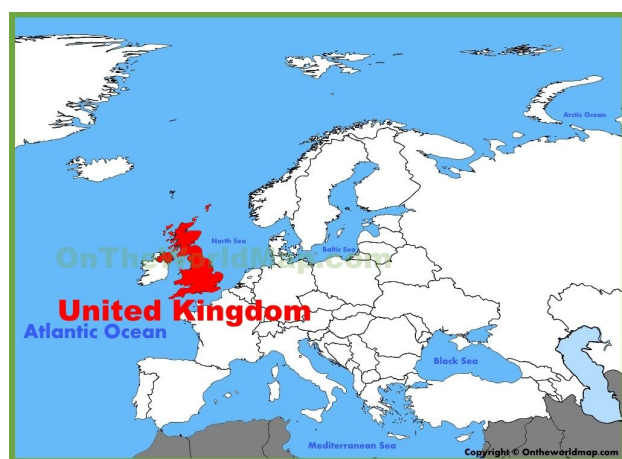 Arctic Ocean
North Sea
Baltic Sea
OnTheWorldMap.com
United Kingdom
Atlantic Ocean
Black Sea
Mediterranean Sea
Copyright © Ontheworldmap.com